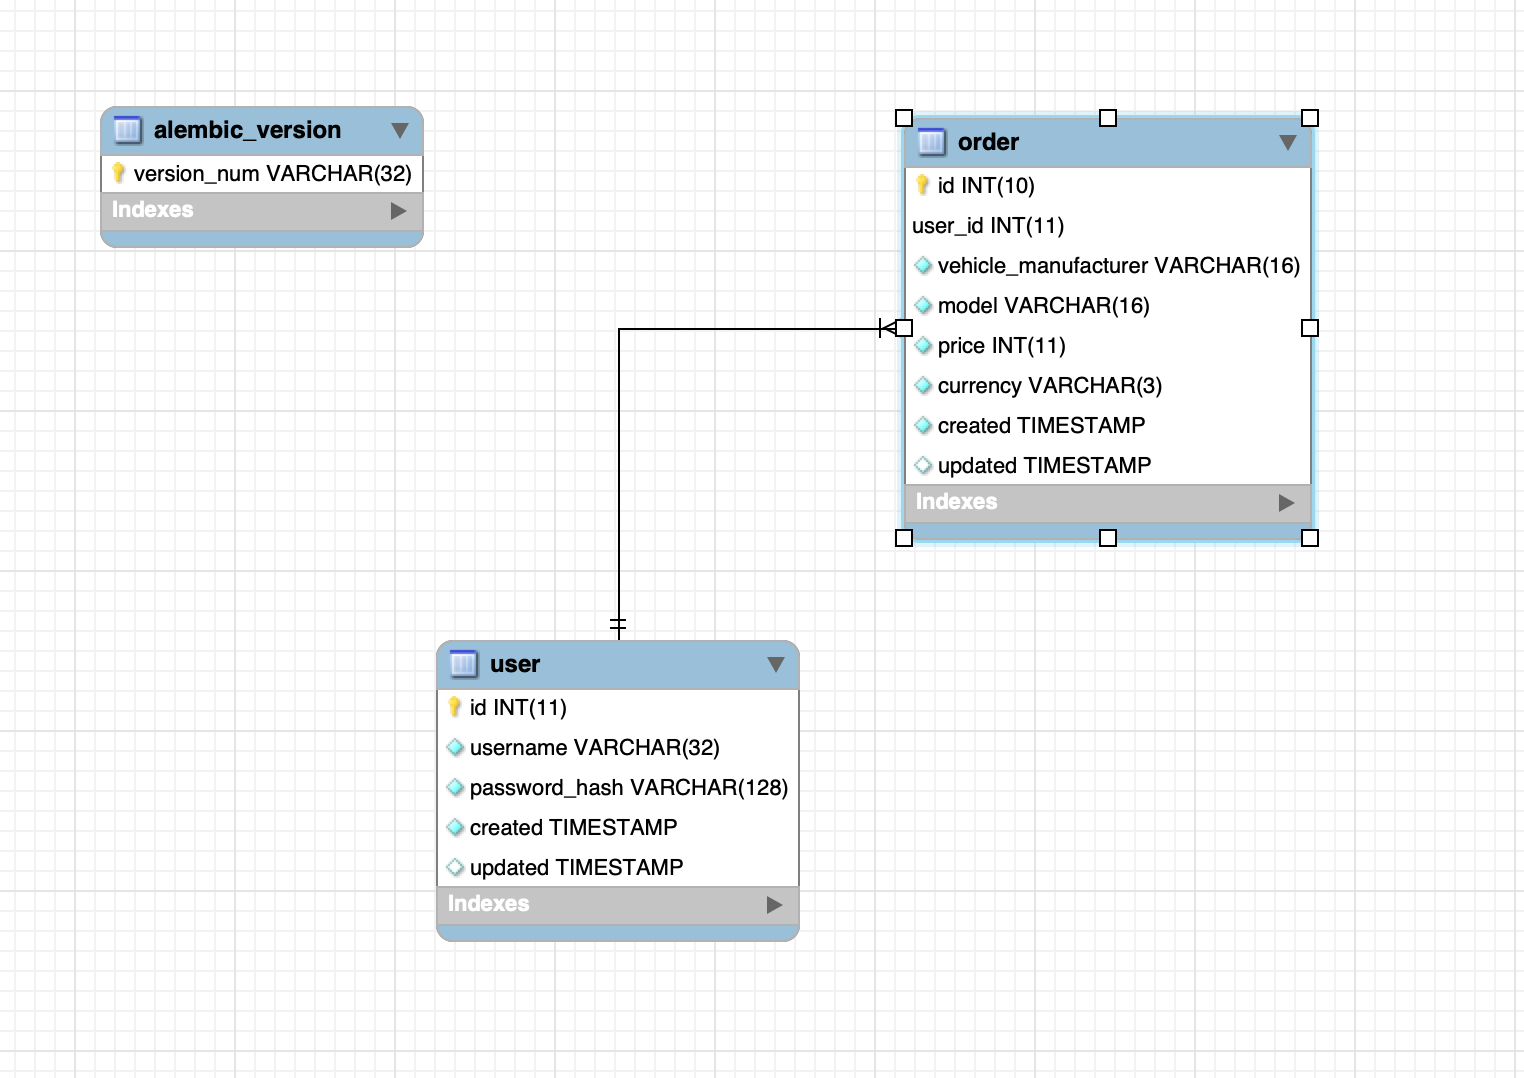 alembic_version
version_num VARCHAR(32)
Indexes
order
id INT(10)
user_id INT(11)
vehicle_manufacturer VARCHAR(16)
model VARCHAR(16)
price INT(11)
currency VARCHAR(3)
created TIMESTAMP
updated TIMESTAMP
Indexes
user
id INT(11)
username VARCHAR(32)
password_hash VARCHAR(128)
created TIMESTAMP
updated TIMESTAMP
Indexes